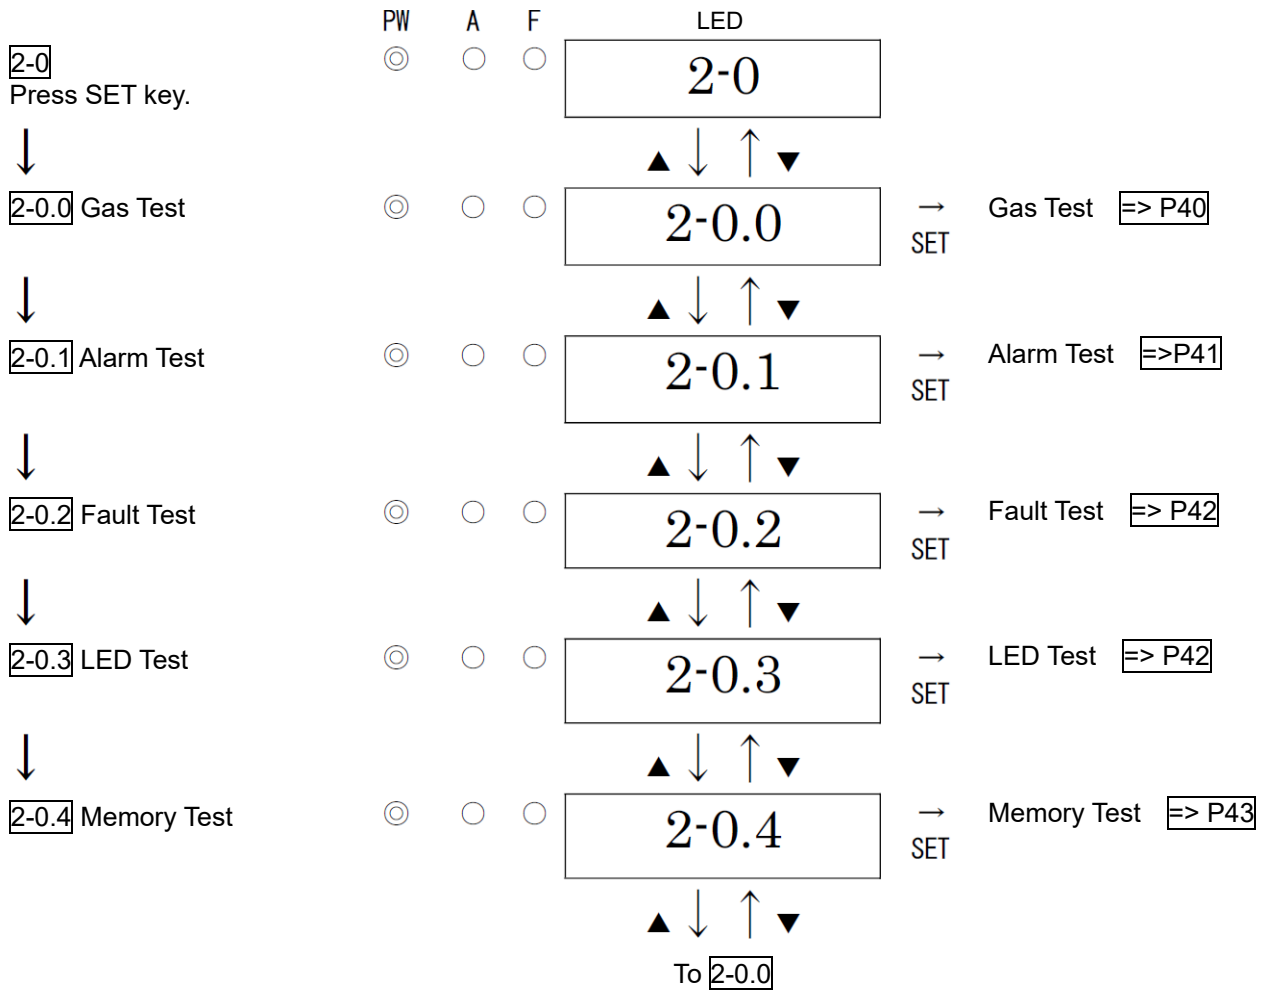 PW A F LED
2-0 ◎ ○ ○ 2-0
Press SET key.
↓ ▲ ↓ ↑ ▼
2-0.0 Gas Test ◎ ○ ○ 2-0.0 → Gas Test => P40
SET
↓ ▲ ↓ ↑ ▼
2-0.1 Alarm Test ◎ ○ ○ 2-0.1 → Alarm Test =>P41
SET
↓ ▲ ↓ ↑ ▼
2-0.2 Fault Test ◎ ○ ○ 2-0.2 → Fault Test => P42
SET
↓ ▲ ↓ ↑ ▼
2-0.3 LED Test ◎ ○ ○ 2-0.3 → LED Test => P42
SET
↓ ▲ ↓ ↑ ▼
2-0.4 Memory Test ◎ ○ ○ 2-0.4 → Memory Test => P43
SET
▲ ↓ ↑ ▼
To 2-0.0